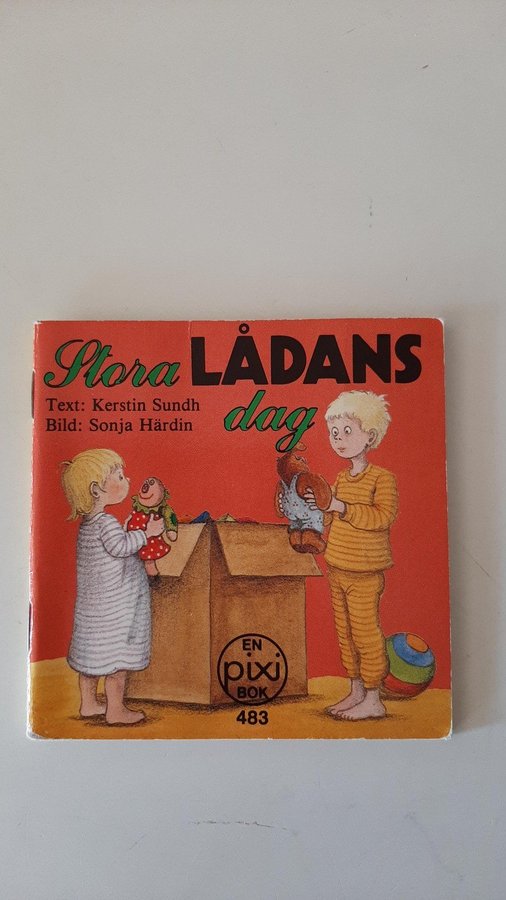 Stora LÅDANS
dag
Text: Kerstin Sundh
Bild: Sonja Härdin
EN
pixi
BOK
483